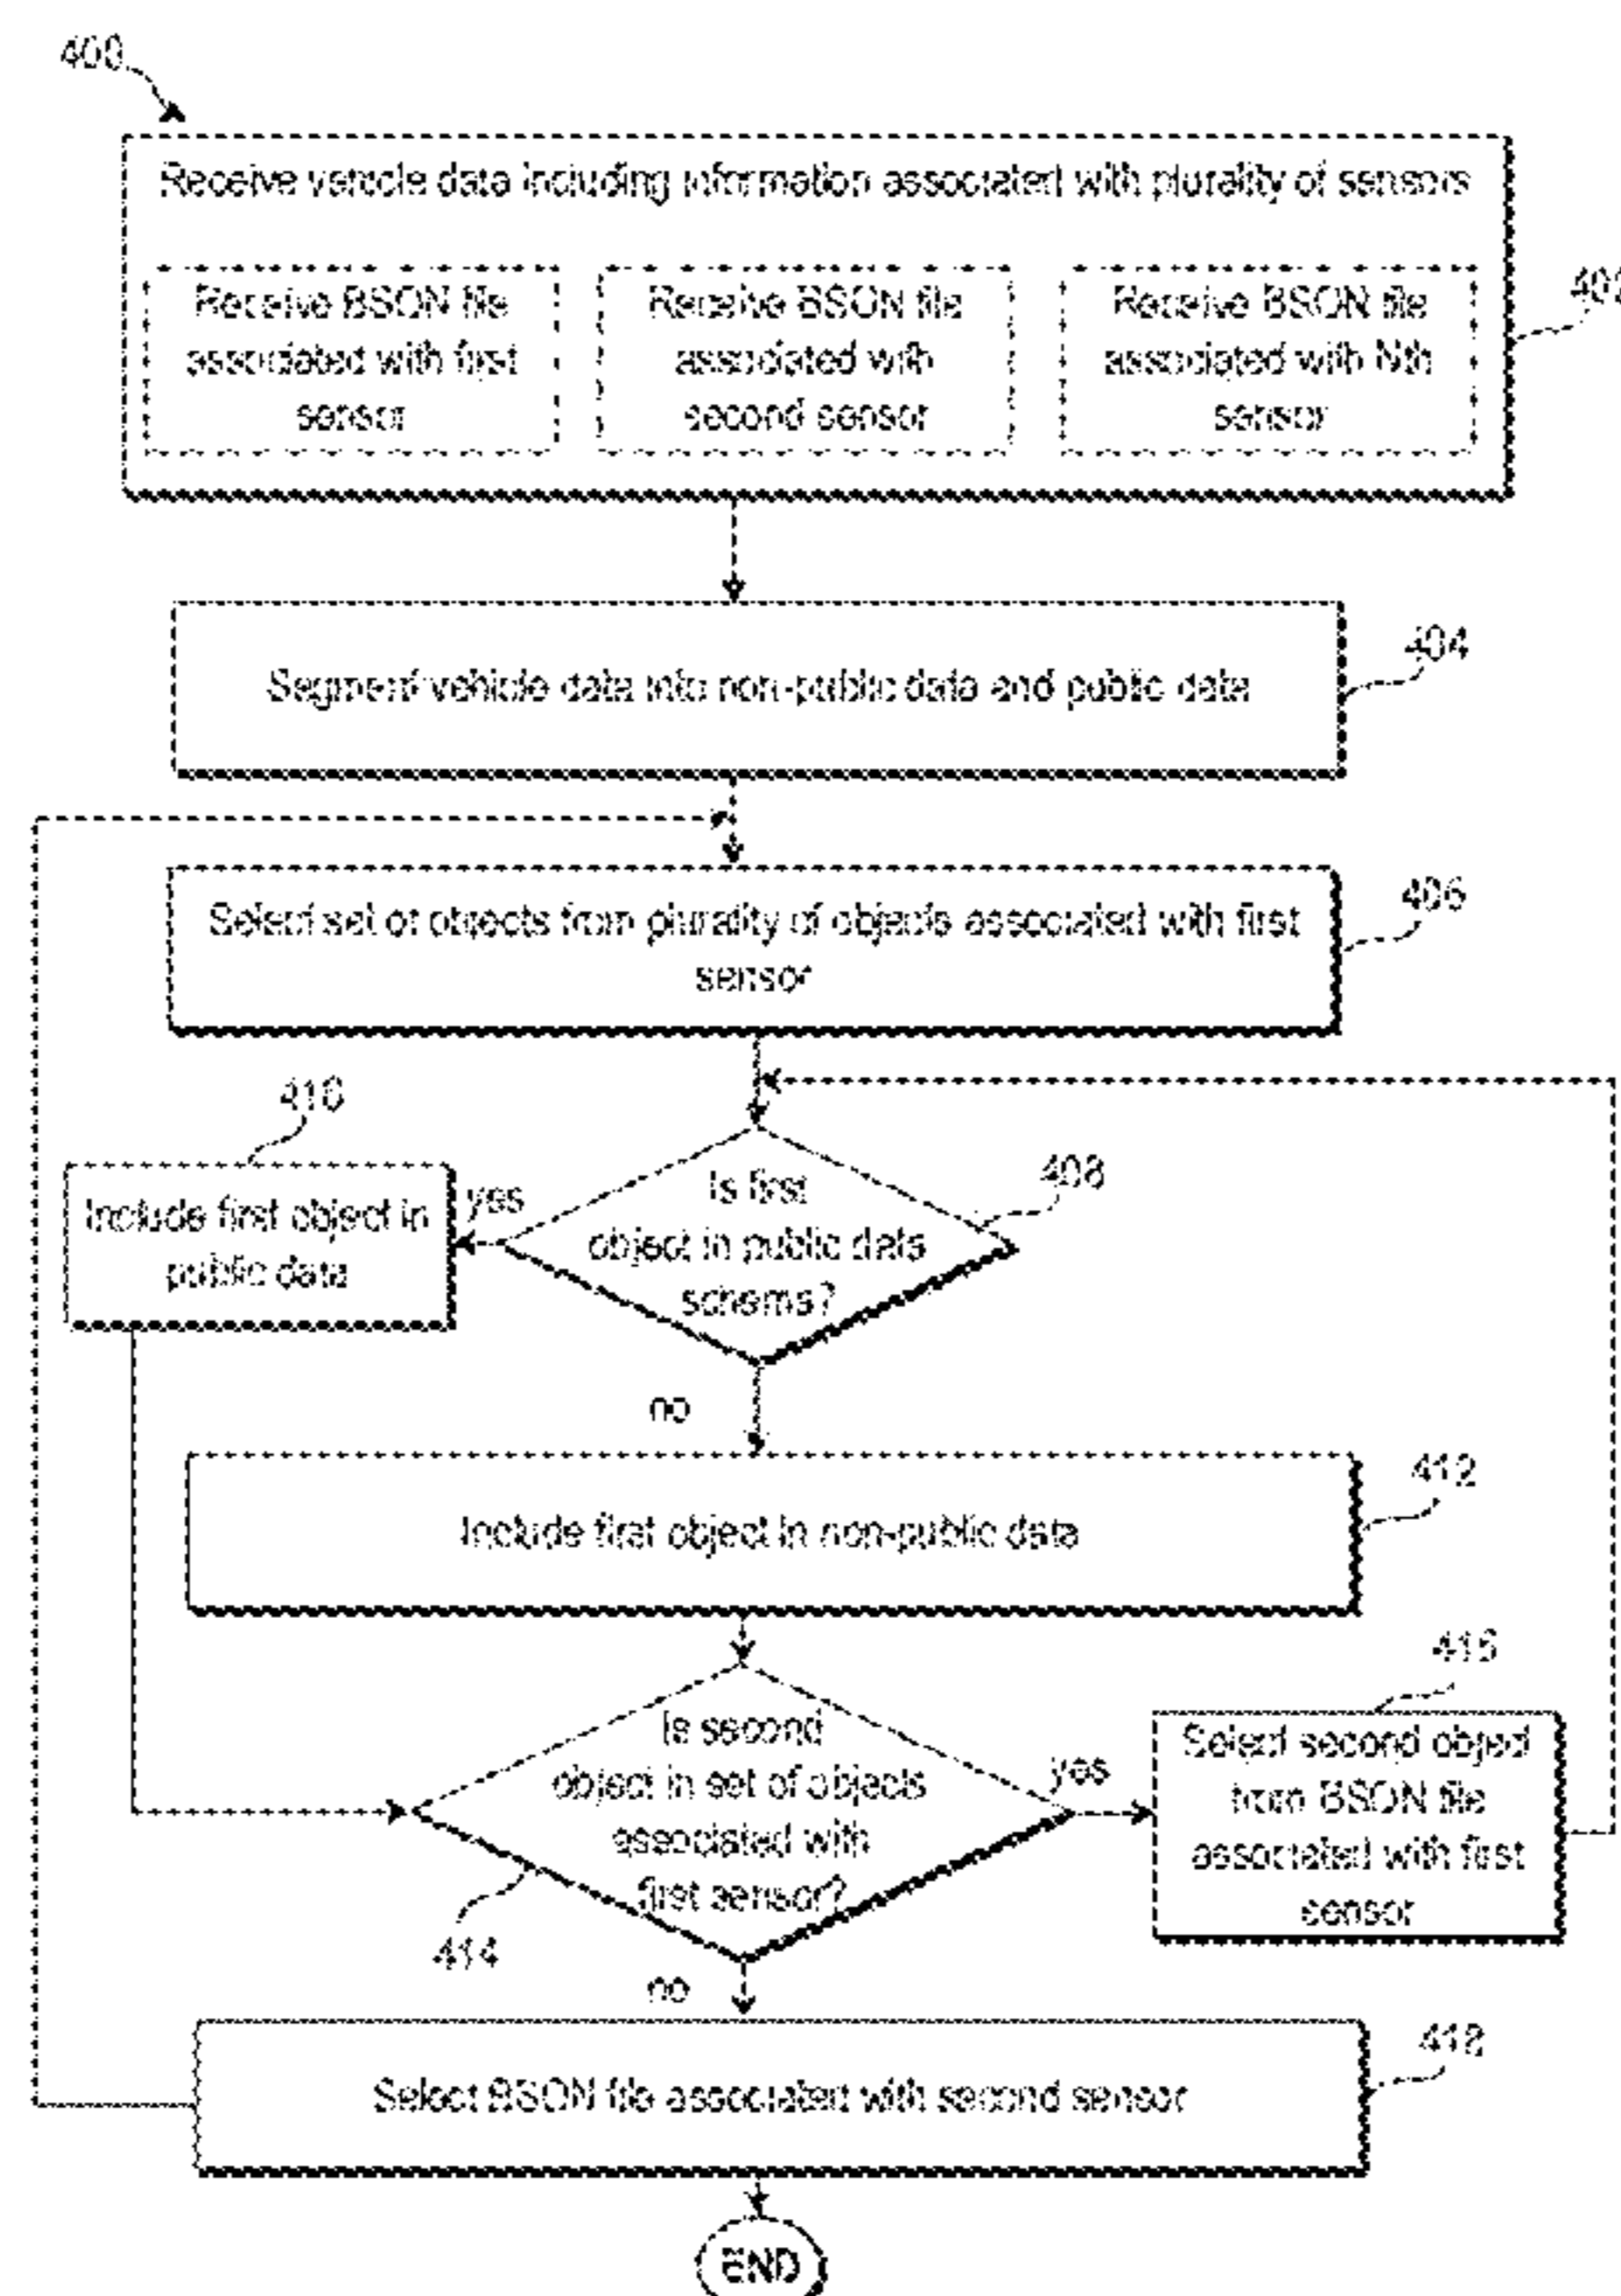 400
Receive vehicle data including information associated with plurality of sensors
Receive BSON file
associated with first
sensor
Receive BSON file
associated with
second sensor
Receive BSON file
associated with Nth
sensor
402
Segment vehicle data into non-public data and public data
404
Select set of objects from plurality of objects associated with first
sensor
406
410
Include first object in
public data
yes
Is first
object in public data
schema?
408
no
Include first object in non-public data
412
Is second
object in set of objects
associated with
first sensor?
414
yes
416
Select second object
from BSON file
associated with first
sensor
no
Select BSON file associated with second sensor
418
END